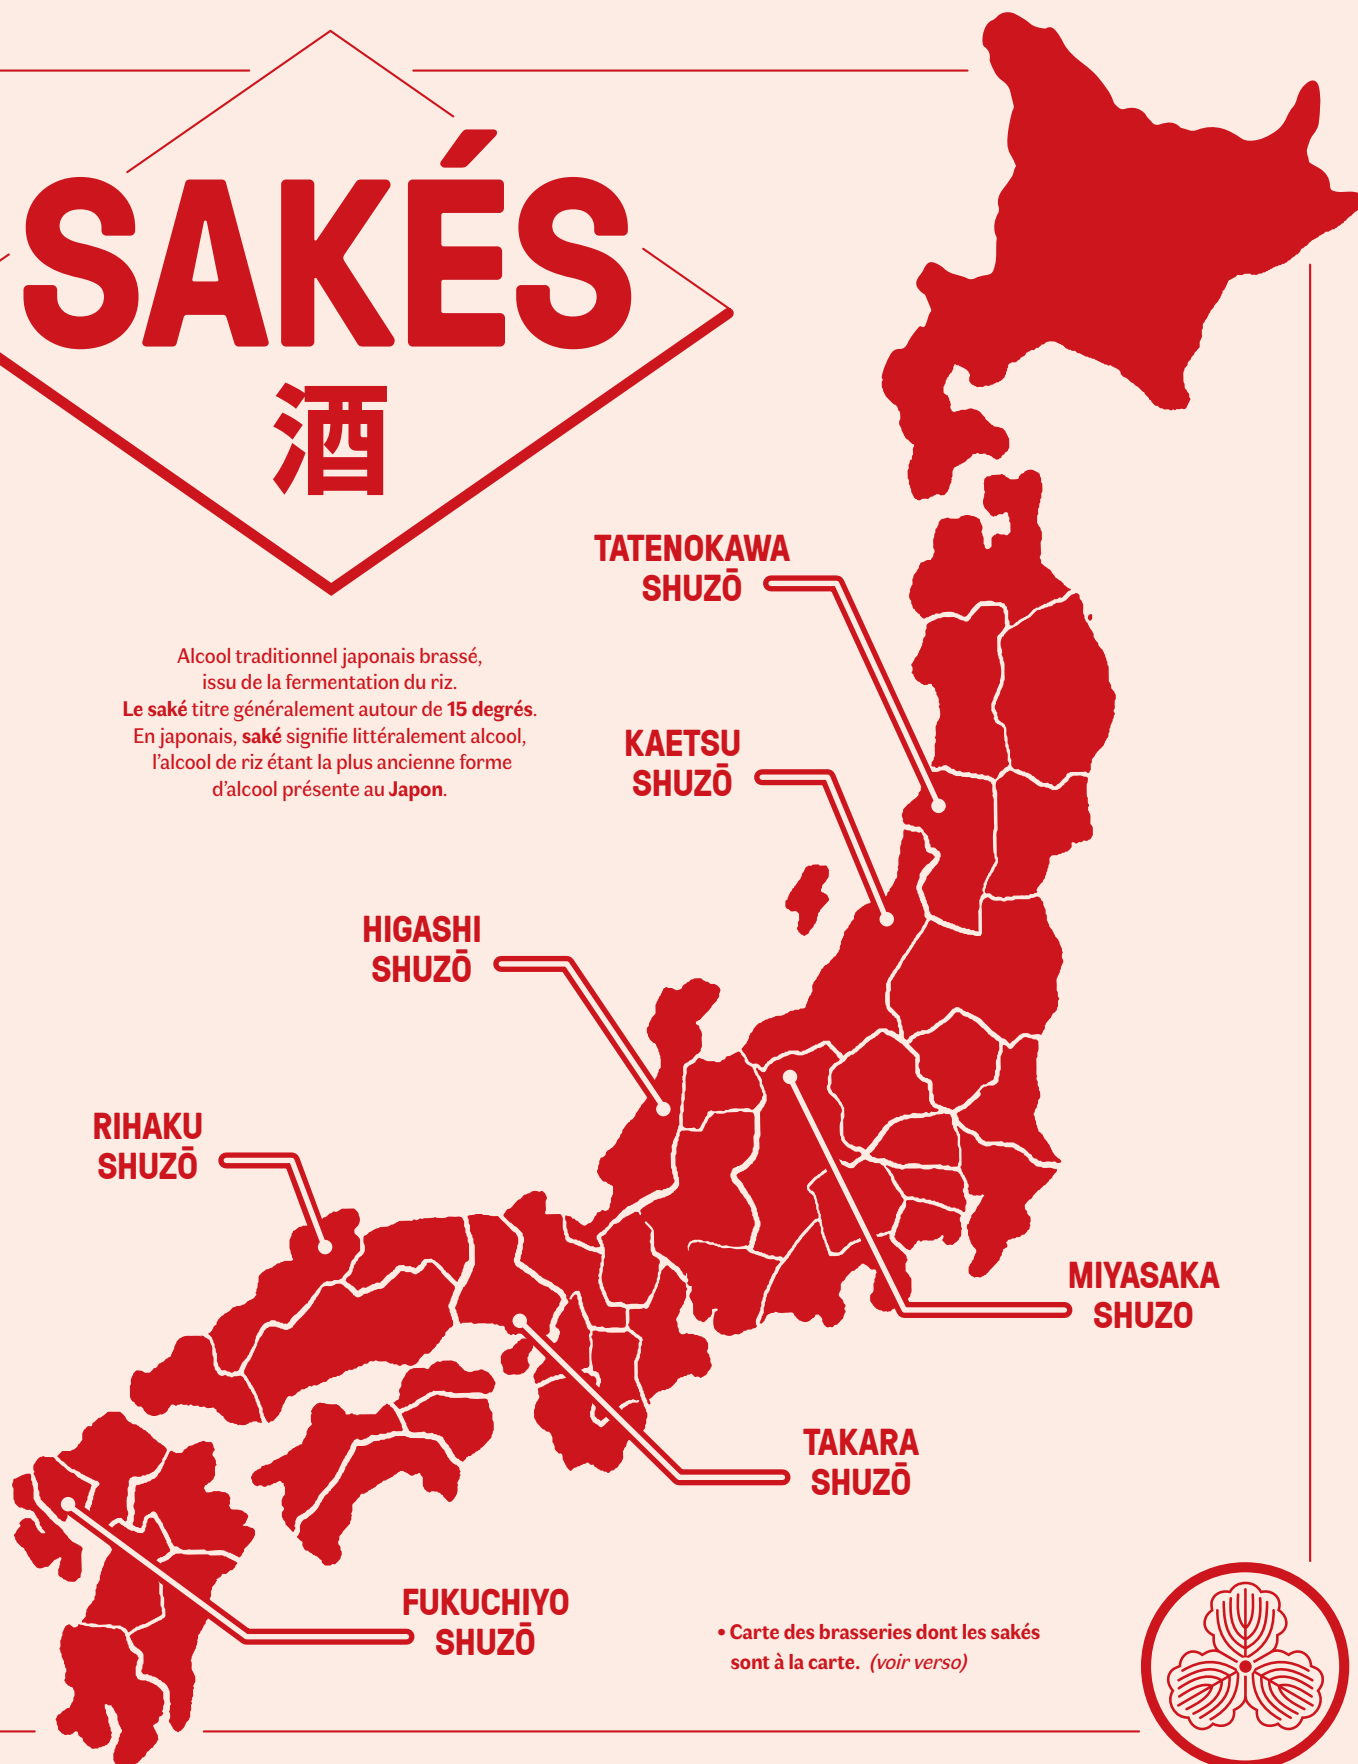 SAKÉS
酒
Alcool traditionnel japonais brassé,
issu de la fermentation du riz.
Le saké titre généralement autour de 15 degrés.
En japonais, saké signifie littéralement alcool,
l’alcool de riz étant la plus ancienne forme
d’alcool présente au Japon.
TATENOKAWA
SHUZŌ
KAETSU
SHUZŌ
HIGASHI
SHUZŌ
RIHAKU
SHUZŌ
MIYASAKA
SHUZO
TAKARA
SHUZŌ
FUKUCHIYO
SHUZŌ
• Carte des brasseries dont les sakés
sont à la carte. (voir verso)